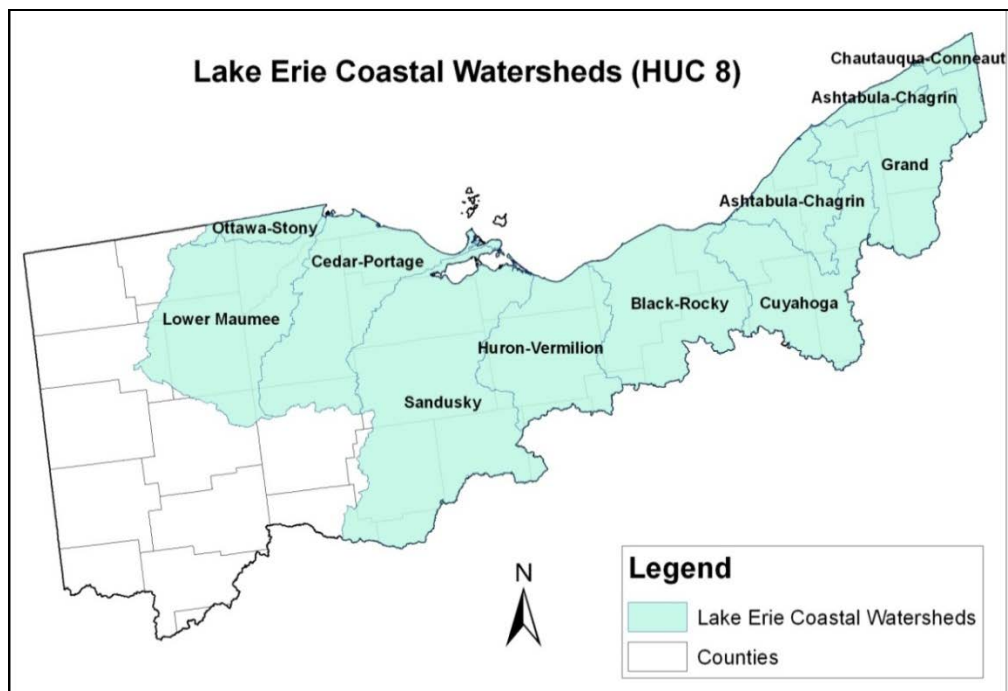 Lake Erie Coastal Watersheds (HUC 8)
Chautauqua-Conneaut
Ashtabula-Chagrin
Grand
Ashtabula-Chagrin
Ottawa-Stony
Cedar-Portage
Lower Maumee
Black-Rocky
Cuyahoga
Huron-Vermilion
Sandusky
N
Legend
Lake Erie Coastal Watersheds
Counties